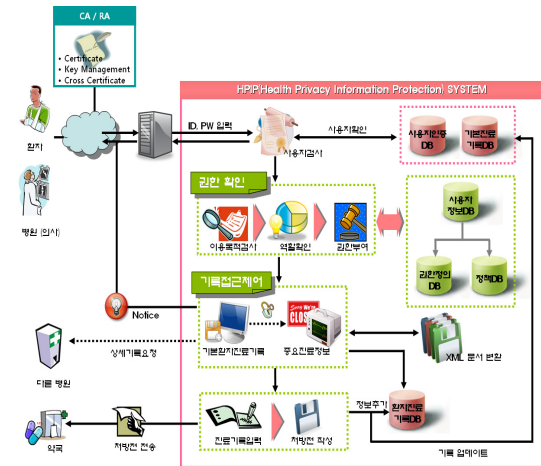 CA / RA
• Certificate
• Key Management
• Cross Certificate
HPIP(Health Privacy Information Protection) SYSTEM
환자
ID, PW 입력
사용자검사
사용자확인
사용자인증
DB
기본진료
기록DB
병원 (의사)
권한 확인
이용목적검사
역할확인
권한부여
사용자
정보DB
권한정의
DB
정책DB
기록접근제어
Notice
기본환자진료기록
중요진료정보
XML 문서 변환
다른 병원
상세기록요청
진료기록입력
처방전 작성
정보추가
환자진료
기록DB
약국
처방전 전송
기록 업데이트